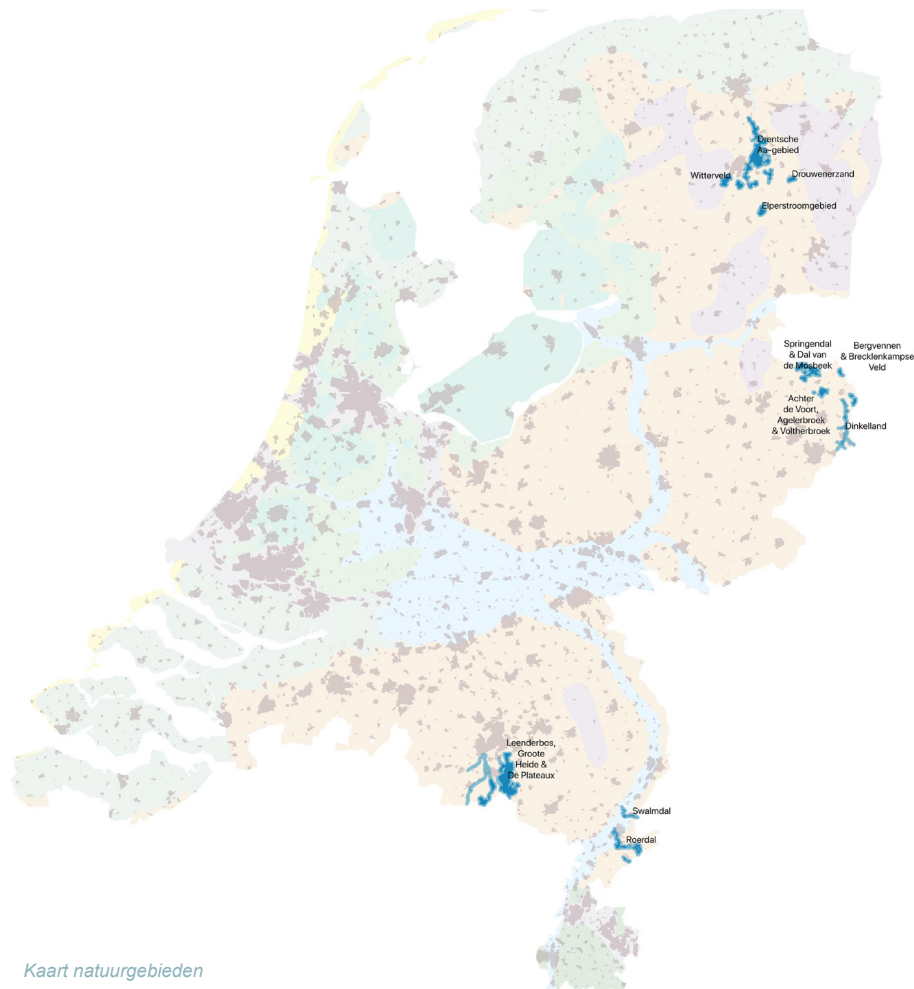 Drentsche
Aa-gebied
Witterveld
Drouwenerzand
Elperstroomgebied
Springendal
& Dal van
de Mosbeek
Bergvennen
& Brecklenkampse
Veld
Achter
de Voort,
Agelerbroek
& Voltherbroek
Dinkelland
Leenderbos,
Groote
Heide &
De Plateaux
Swalmdal
Roerdal
Kaart natuurgebieden